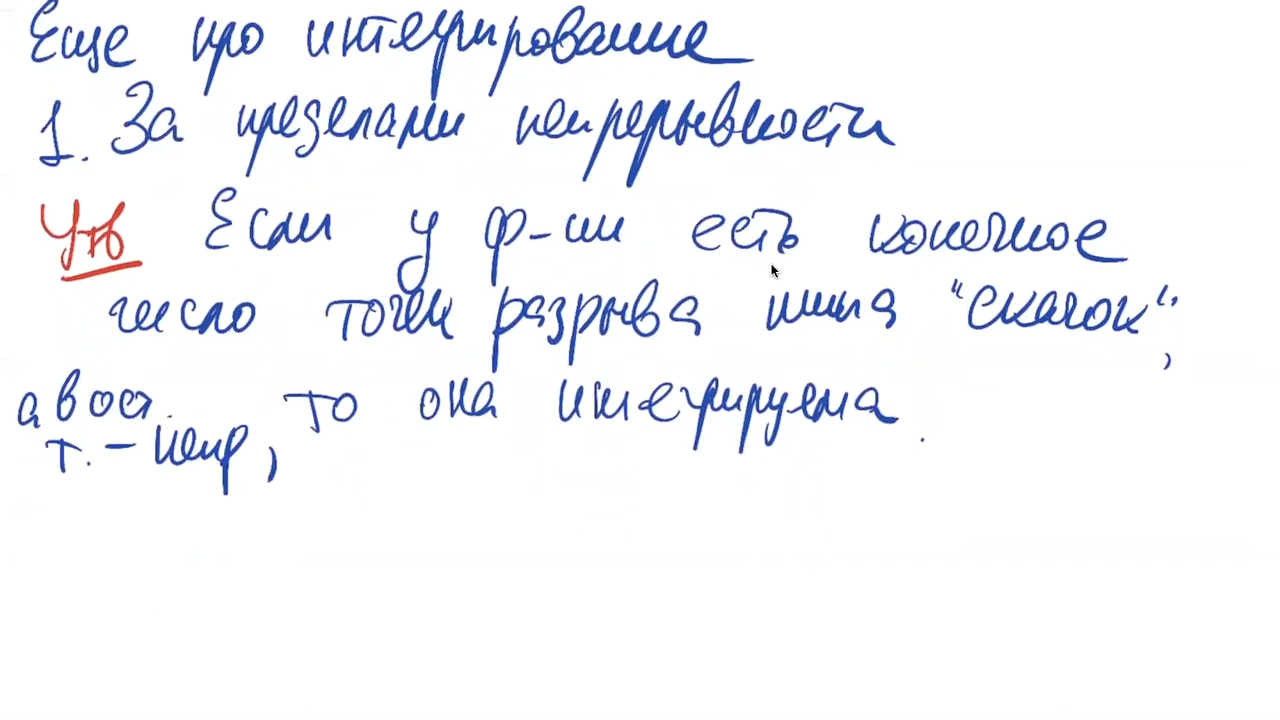 Еще про интегрирование
1. За пределами непрерывности
Утв Если у ф-ии есть конечное
число точек разрыва типа "скачок",
а в ост. то она интегрируема.
т. - непр,